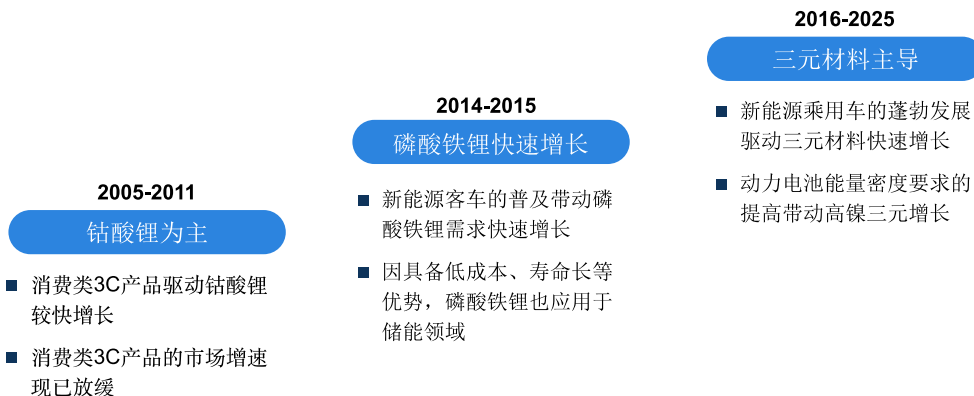 2005-2011
钴酸锂为主
消费类3C产品驱动钴酸锂
较快增长
消费类3C产品的市场增速
现已放缓
2014-2015
磷酸铁锂快速增长
新能源客车的普及带动磷
酸铁锂需求快速增长
因具备低成本、寿命长等
优势，磷酸铁锂也应用于
储能领域
2016-2025
三元材料主导
新能源乘用车的蓬勃发展
驱动三元材料快速增长
动力电池能量密度要求的
提高带动高镍三元增长